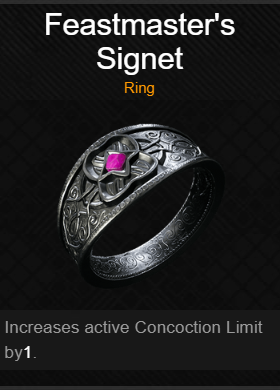 Feastmaster's
Signet
Ring
Increases active Concoction Limit
by1.